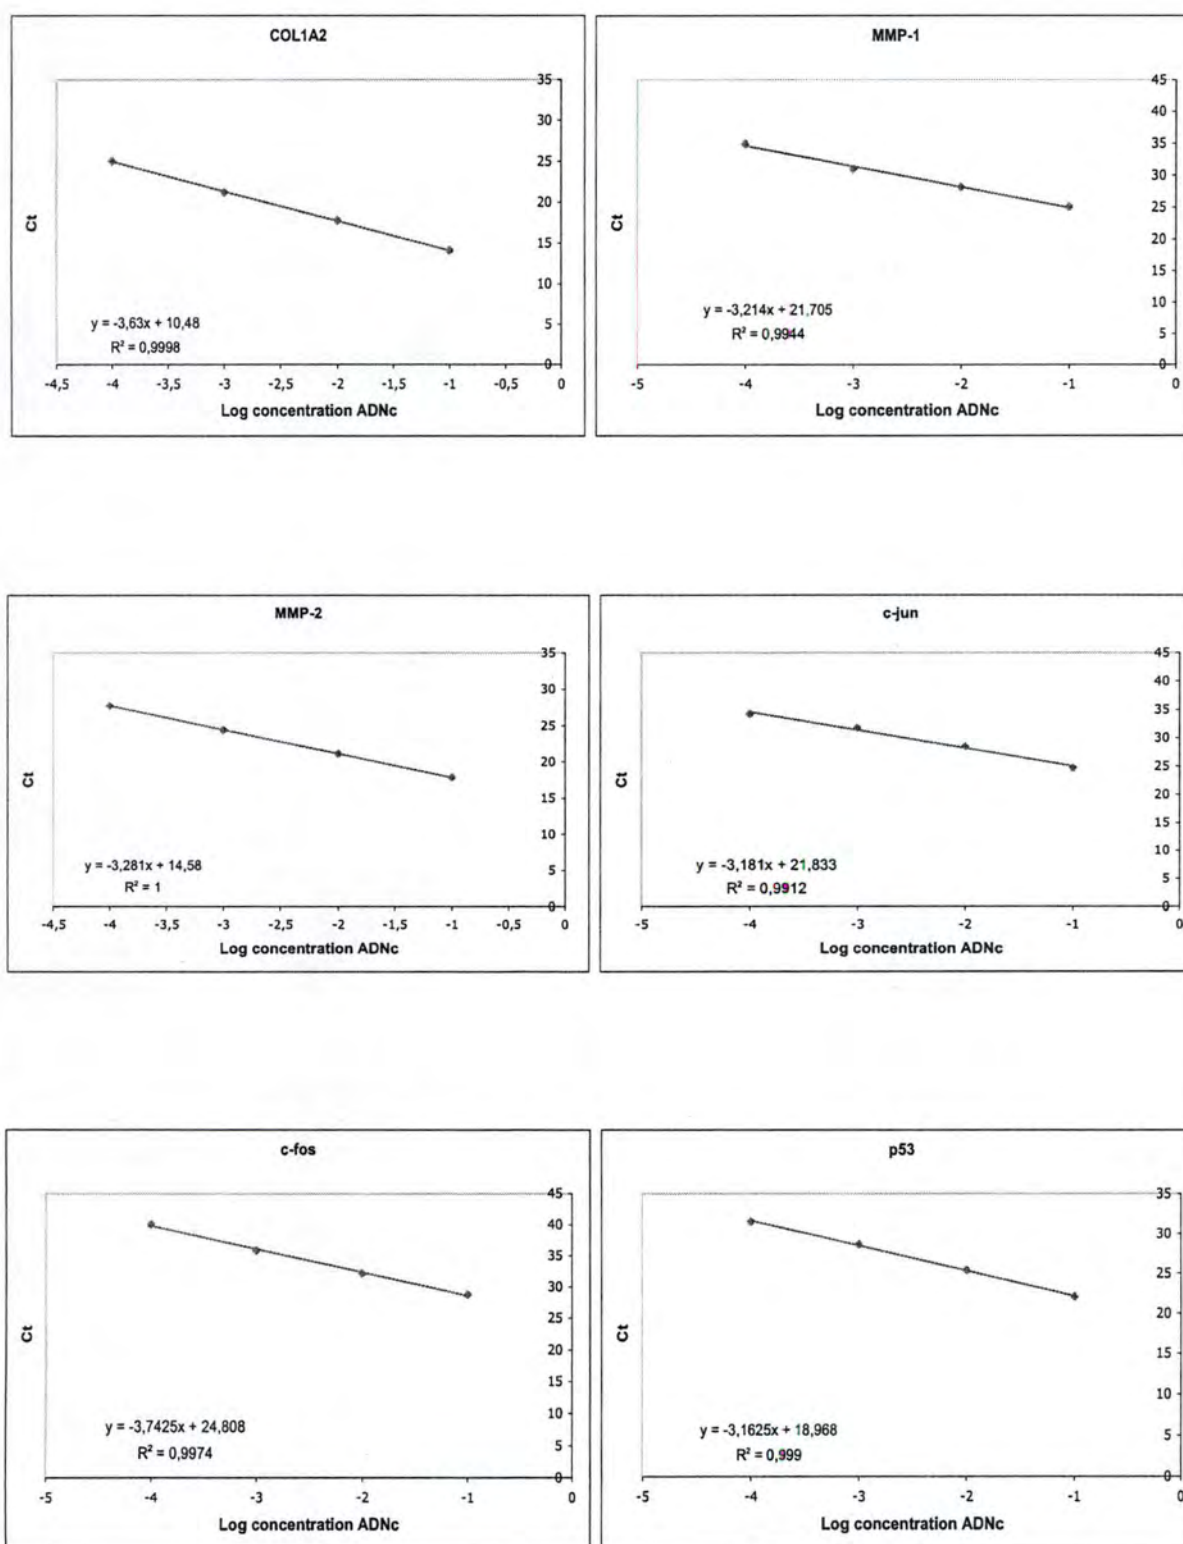 COL1A2
35
30
25
20
15
10
5
0
Ct
y = -3,63x + 10,48
R² = 0,9998
-4,5 -4 -3,5 -3 -2,5 -2 -1,5 -1 -0,5 0
Log concentration ADNc
MMP-1
45
40
35
30
25
20
15
10
5
0
Ct
y = -3,214x + 21,705
R² = 0,9944
-5 -4 -3 -2 -1 0
Log concentration ADNc
MMP-2
35
30
25
20
15
10
5
0
Ct
y = -3,281x + 14,58
R² = 1
-4,5 -4 -3,5 -3 -2,5 -2 -1,5 -1 -0,5 0
Log concentration ADNc
c-jun
45
40
35
30
25
20
15
10
5
0
Ct
y = -3,181x + 21,833
R² = 0,9912
-5 -4 -3 -2 -1 0
Log concentration ADNc
c-fos
45
40
35
30
25
20
15
10
5
0
Ct
y = -3,7425x + 24,808
R² = 0,9974
-5 -4 -3 -2 -1 0
Log concentration ADNc
p53
35
30
25
20
15
10
5
0
Ct
y = -3,1625x + 18,968
R² = 0,999
-5 -4 -3 -2 -1 0
Log concentration ADNc